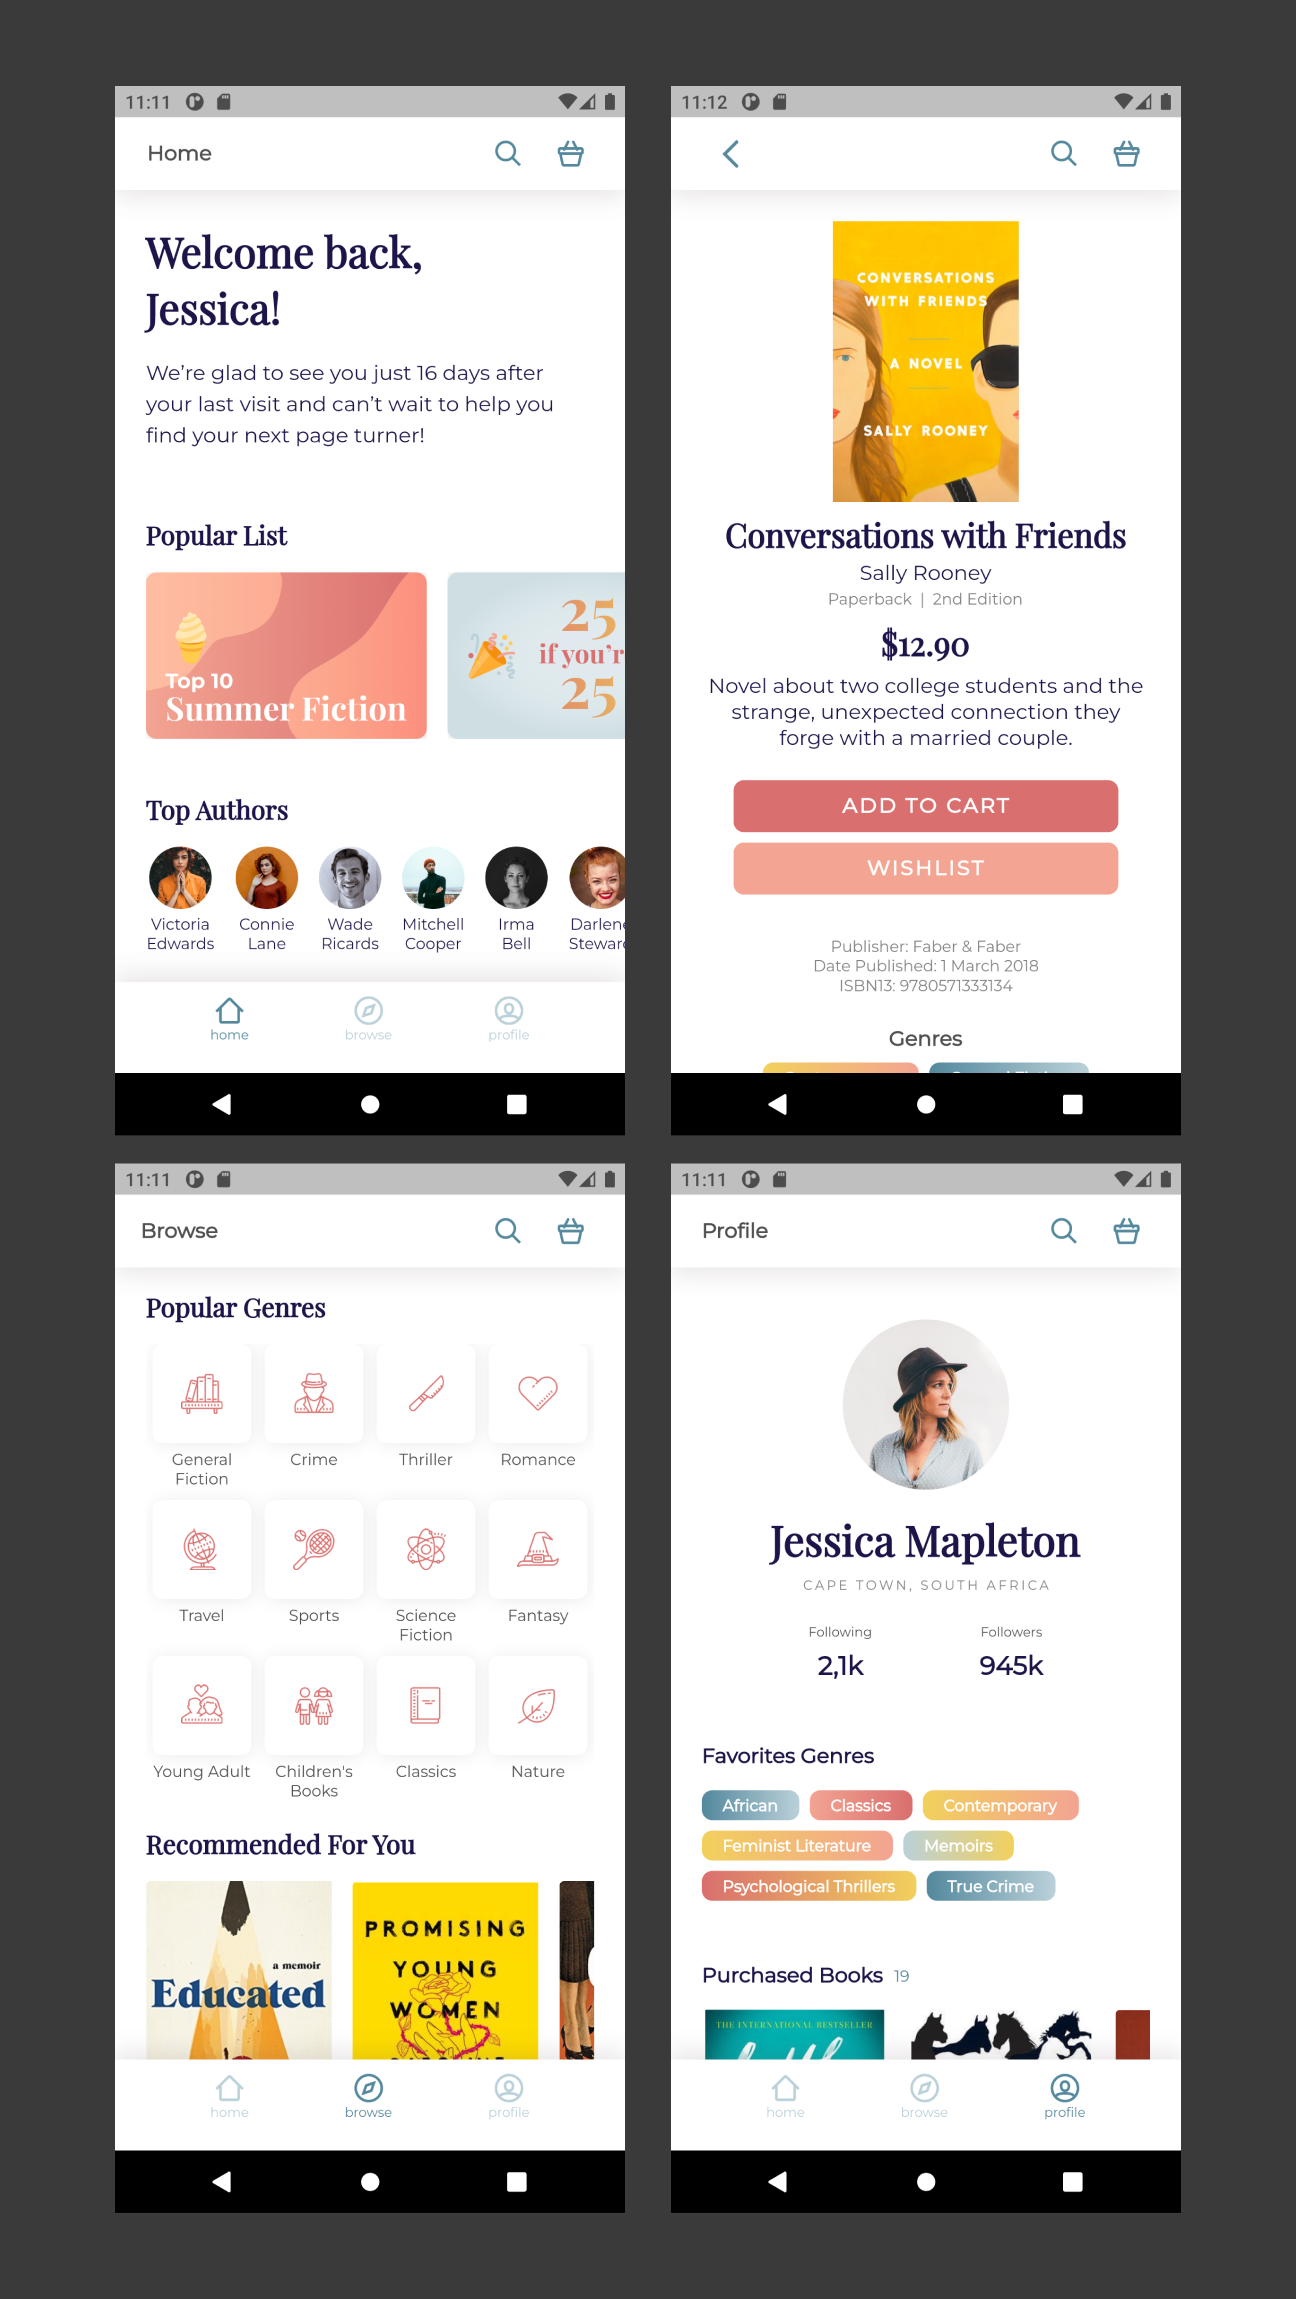 11:11
Home
Welcome back,
Jessica!
We're glad to see you just 16 days after
your last visit and can't wait to help you
find your next page turner!
Popular List
Top 10
Summer Fiction
25
if you'r
25
Top Authors
Victoria
Edwards
Connie
Lane
Wade
Ricards
Mitchell
Cooper
Irma
Bell
Darlene
Steward
home
browse
profile
11:12
CONVERSATIONS
WITH FRIENDS
A NOVEL
SALLY ROONEY
Conversations with Friends
Sally Rooney
Paperback | 2nd Edition
$12.90
Novel about two college students and the
strange, unexpected connection they
forge with a married couple.
ADD TO CART
WISHLIST
Publisher: Faber & Faber
Date Published: 1 March 2018
ISBN13: 9780571333134
Genres
11:11
Browse
Popular Genres
General
Fiction
Crime
Thriller
Romance
Travel
Sports
Science
Fiction
Fantasy
Young Adult
Children's
Books
Classics
Nature
Recommended For You
a memoir
Educated
PROMISING
YOUNG
WOMEN
home
browse
profile
11:11
Profile
Jessica Mapleton
CAPE TOWN, SOUTH AFRICA
Following
2,1k
Followers
945k
Favorites Genres
African
Classics
Contemporary
Feminist Literature
Memoirs
Psychological Thrillers
True Crime
Purchased Books 19
THE INTERNATIONAL BESTSELLER
home
browse
profile